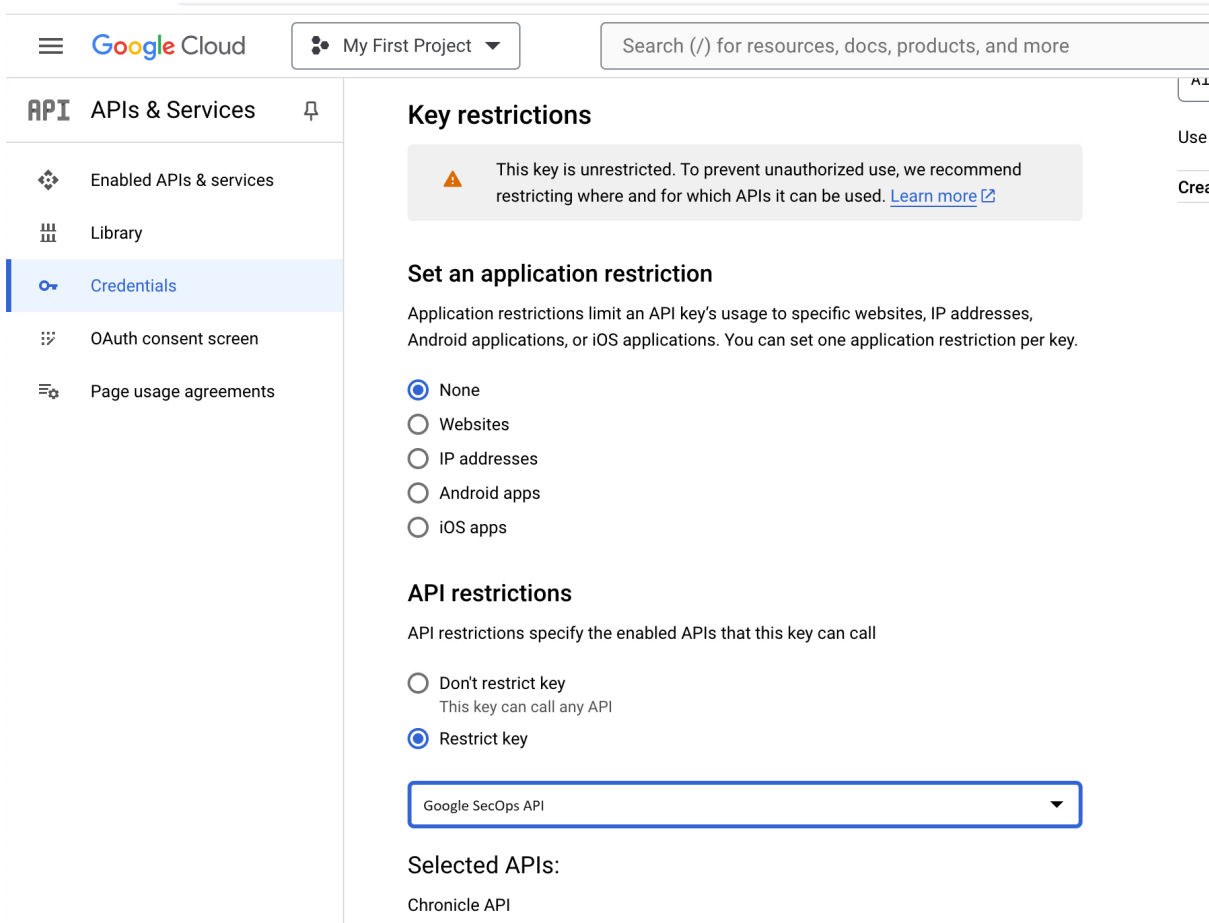 Google Cloud
My First Project
Search (/) for resources, docs, products, and more
API
APIs & Services
Enabled APIs & services
Library
Credentials
OAuth consent screen
Page usage agreements
Key restrictions
This key is unrestricted. To prevent unauthorized use, we recommend
restricting where and for which APIs it can be used. Learn more
Set an application restriction
Application restrictions limit an API key’s usage to specific websites, IP addresses,
Android applications, or iOS applications. You can set one application restriction per key.
None
Websites
IP addresses
Android apps
iOS apps
API restrictions
API restrictions specify the enabled APIs that this key can call
Don't restrict key
This key can call any API
Restrict key
Google SecOps API
Selected APIs:
Chronicle API
Use